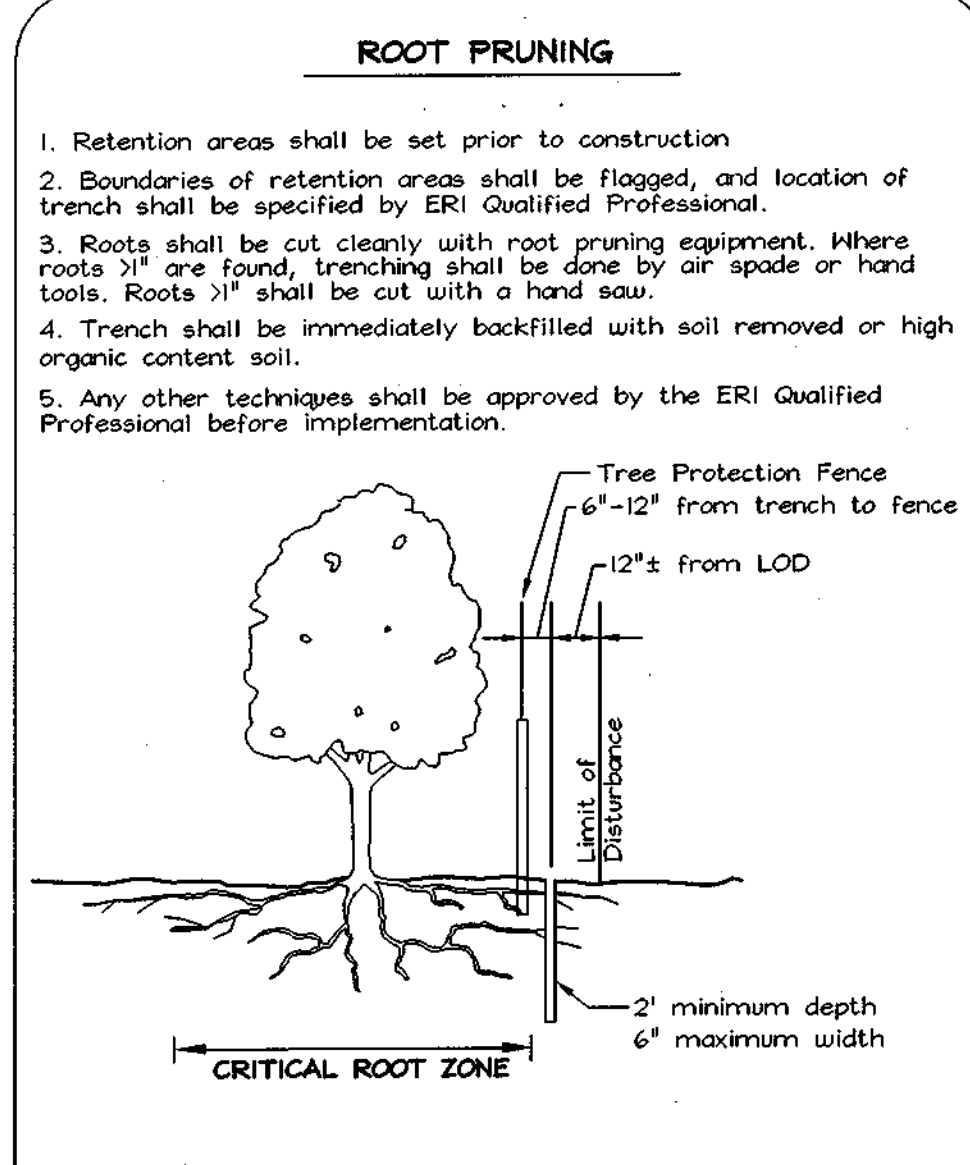 ROOT PRUNING
1. Retention areas shall be set prior to construction
2. Boundaries of retention areas shall be flagged, and location of
trench shall be specified by ERI Qualified Professional.
3. Roots shall be cut cleanly with root pruning equipment. Where
roots >1" are found, trenching shall be done by air spade or hand
tools. Roots >1" shall be cut with a hand saw.
4. Trench shall be immediately backfilled with soil removed or high
organic content soil.
5. Any other techniques shall be approved by the ERI Qualified
Professional before implementation.
Tree Protection Fence
6"-12" from trench to fence
12"± from LOD
Limit of
Disturbance
2' minimum depth
6" maximum width
CRITICAL ROOT ZONE